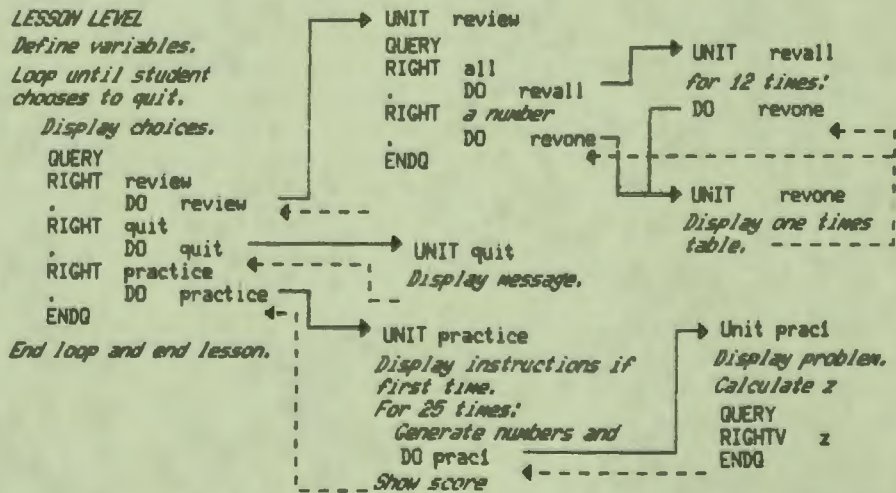 LESSON LEVEL
Define variables.
Loop until student
chooses to quit.
Display choices.
QUERY
RIGHT review
. DO review
RIGHT quit
. DO quit
RIGHT practice
. DO practice
ENDQ
End loop and end lesson.
UNIT review
QUERY
RIGHT all
. DO revall
RIGHT a number
. DO revone
ENDQ
UNIT revall
for 12 times:
DO revone
UNIT revone
Display one times
table.
UNIT quit
Display message.
UNIT practice
Display instructions if
first time.
For 25 times:
Generate numbers and
DO prac1
Show score
Unit prac1
Display problem.
Calculate z
QUERY
RIGHTV z
ENDQ